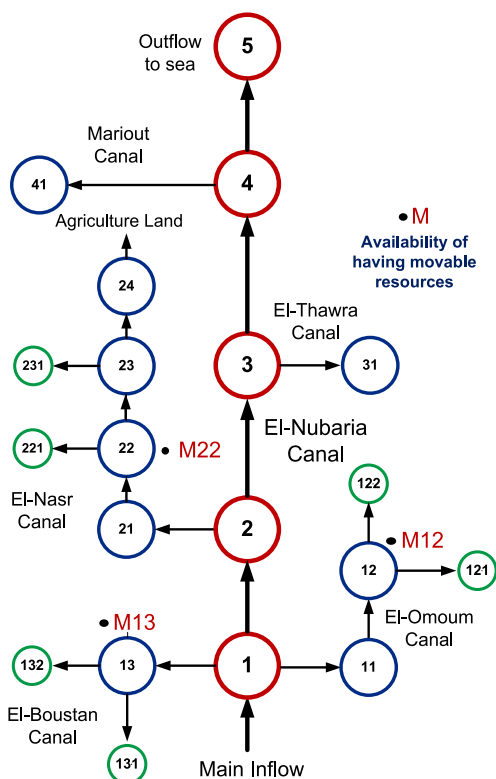 Outflow
to sea
5
Mariout
Canal
41
4
Agriculture Land
• M
Availability of
having movable
resources
24
El-Thawra
Canal
231
23
3
31
El-Nubaria
Canal
221
22
• M22
El-Nasr
Canal
21
2
122
• M12
12
121
El-Omoum
Canal
• M13
132
13
1
11
El-Boustan
Canal
131
Main Inflow